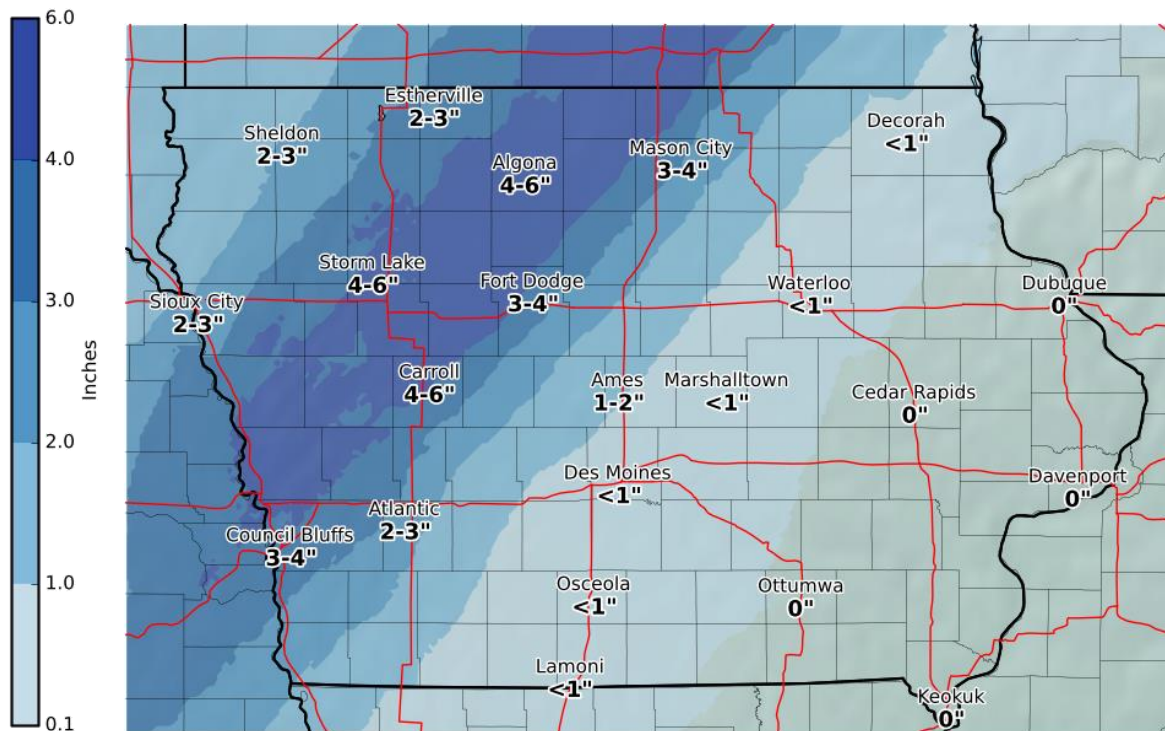 6.0
4.0
3.0
2.0
1.0
0.1
Inches
Estherville
2-3"
Sheldon
2-3"
Decorah
<1"
Algona
4-6"
Mason City
3-4"
Storm Lake
4-6"
Fort Dodge
3-4"
Waterloo
<1"
Dubuque
0"
Sioux City
2-3"
Carroll
4-6"
Ames
1-2"
Marshalltown
<1"
Cedar Rapids
0"
Des Moines
<1"
Davenport
0"
Atlantic
2-3"
Council Bluffs
3-4"
Osceola
<1"
Ottumwa
0"
Lamoni
<1"
Keokuk
0"